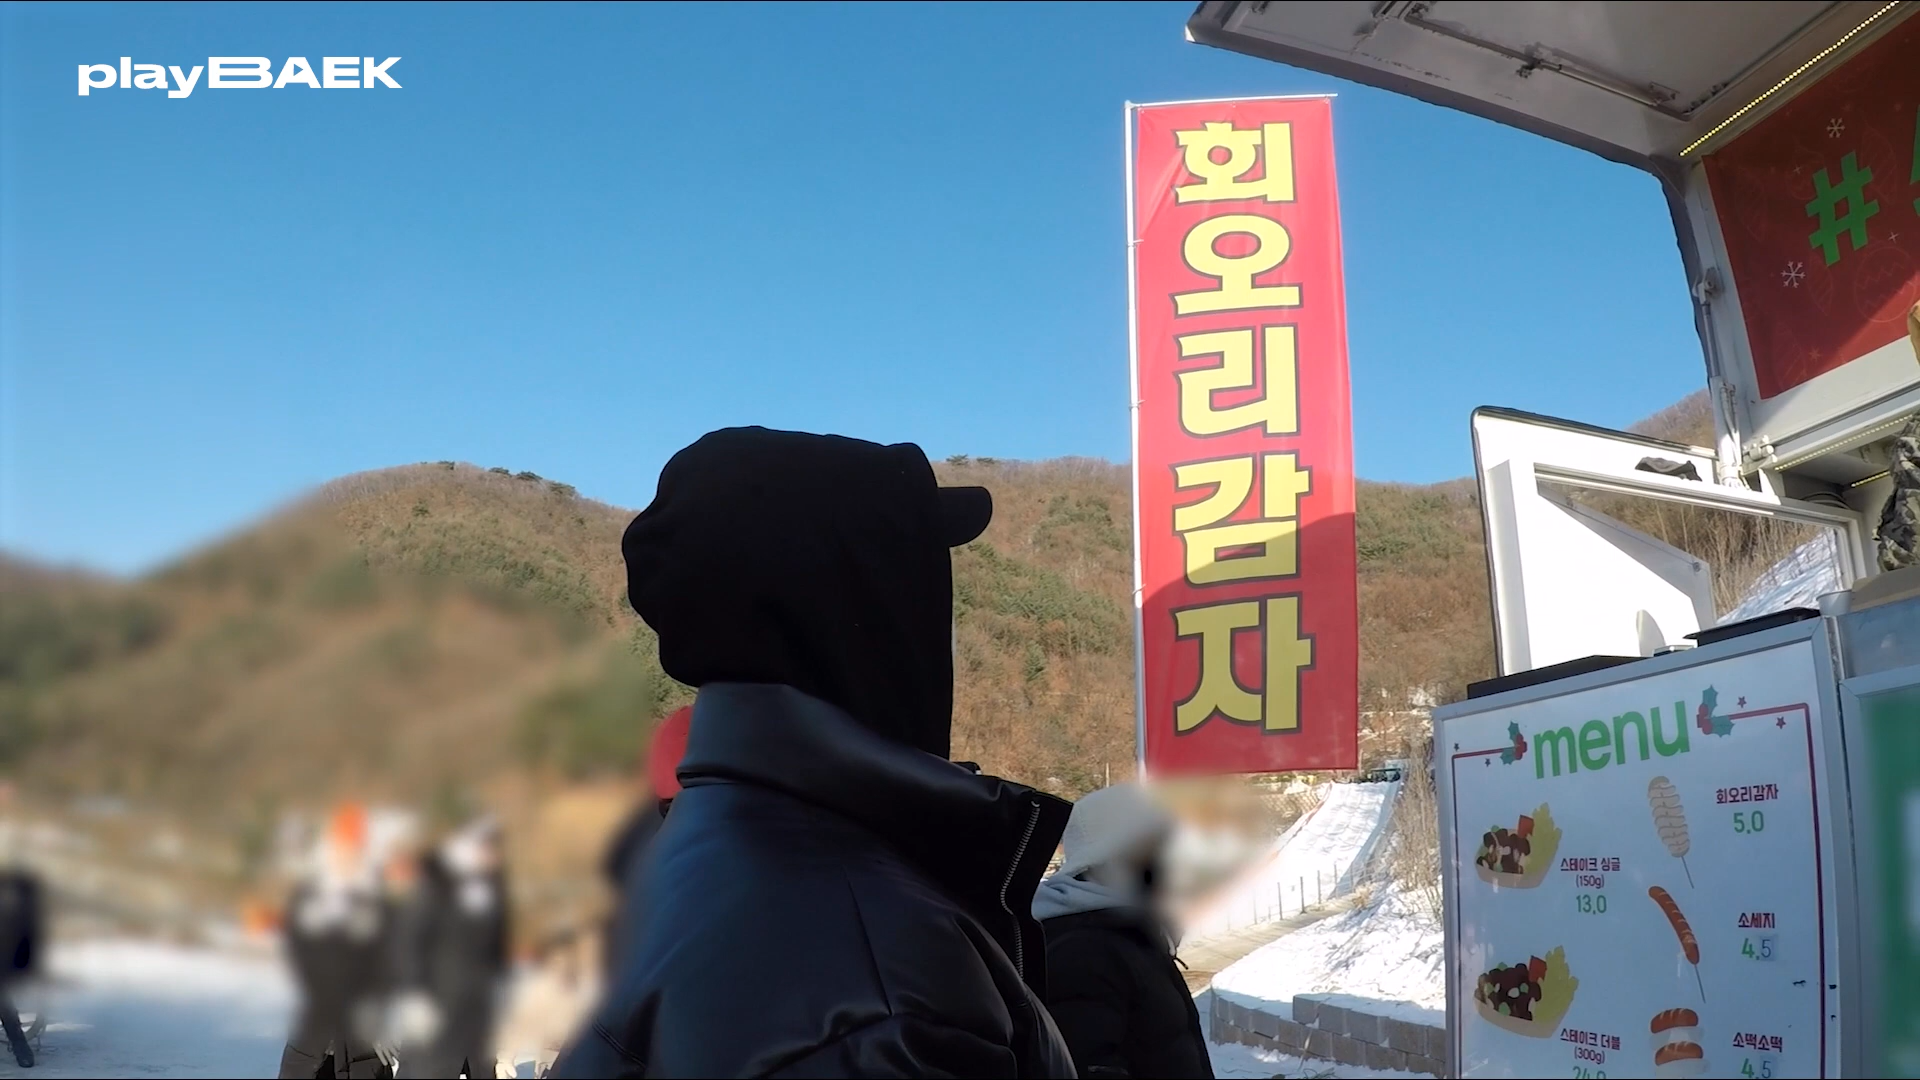 playBAEK
회오리감자
#
menu
회오리감자
5.0
스테이크 싱글
(150g)
13.0
소세지
4.5
스테이크 더블
(300g)
24.0
소떡소떡
4.5